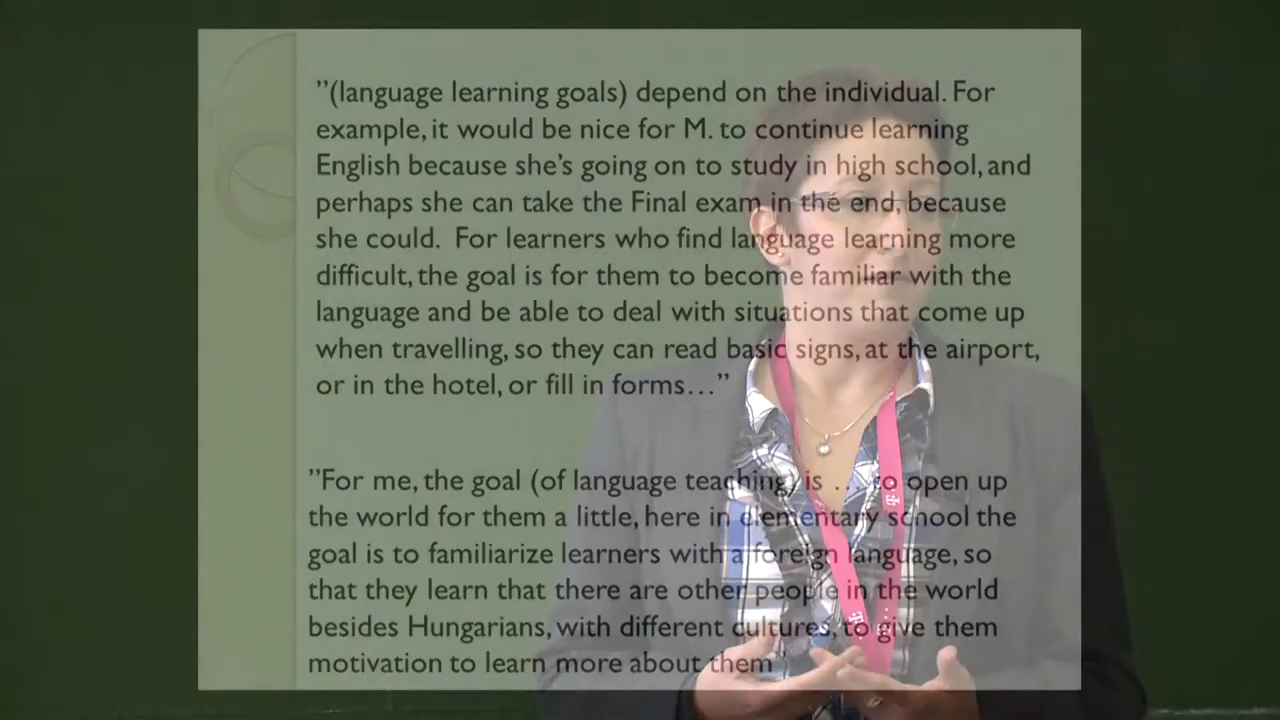 ”(language learning goals) depend on the individual. For
example, it would be nice for M. to continue learning
English because she’s going on to study in high school, and
perhaps she can take the Final exam in the end, because
she could. For learners who find language learning more
difficult, the goal is for them to become familiar with the
language and be able to deal with situations that come up
when travelling, so they can read basic signs, at the airport,
or in the hotel, or fill in forms…”
”For me, the goal (of language teaching) is … to open up
the world for them a little, here in elementary school the
goal is to familiarize learners with a foreign language, so
that they learn that there are other people in the world
besides Hungarians, with different cultures, to give them
motivation to learn more about them”